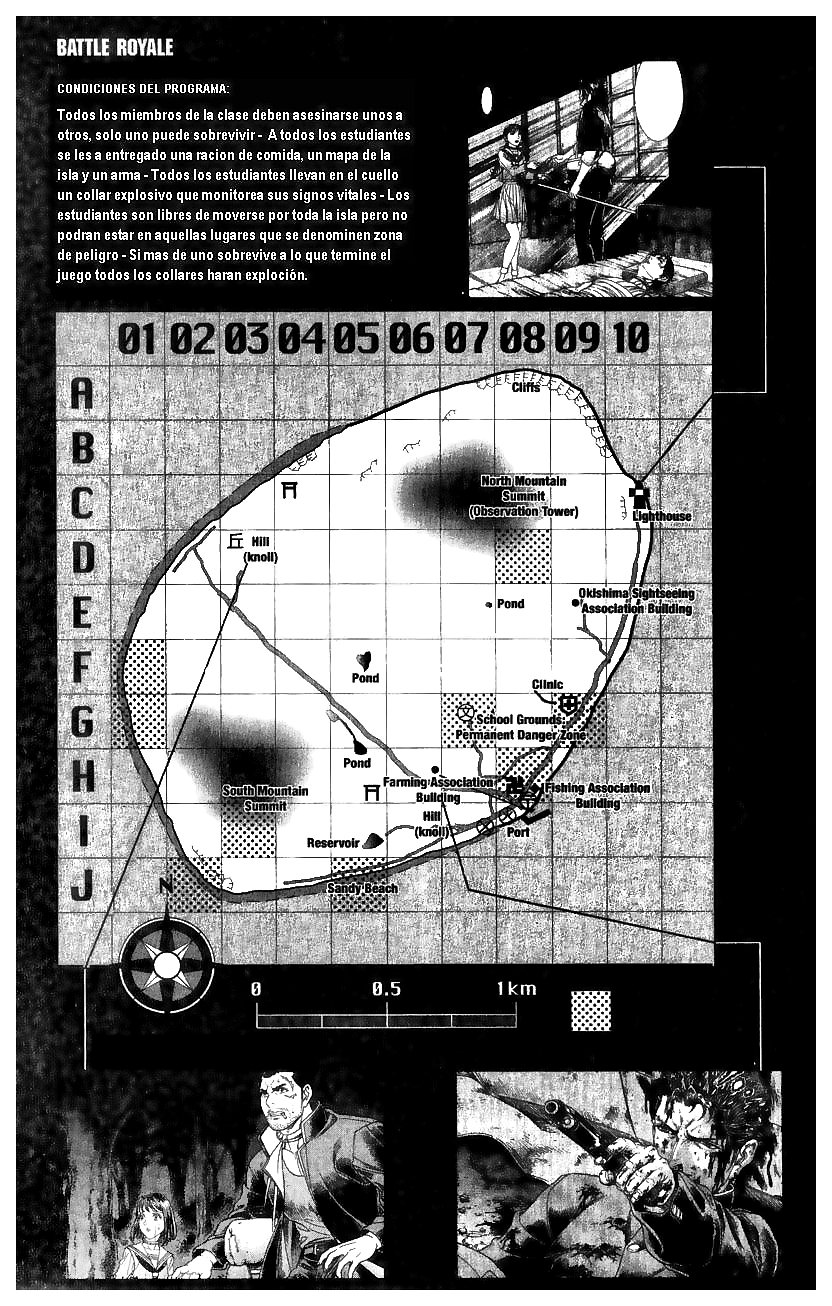 BATTLE ROYALE
CONDICIONES DEL PROGRAMA:
Todos los miembros de la clase deben asesinarse unos a
otros, solo uno puede sobrevivir - A todos los estudiantes
se les a entregado una racion de comida, un mapa de la
isla y un arma - Todos los estudiantes llevan en el cuello
un collar explosivo que monitorea sus signos vitales - Los
estudiantes son libres de moverse por toda la isla pero no
podran estar en aquellas lugares que se denominen zona
de peligro - Si mas de uno sobrevive a lo que termine el
juego todos los collares haran exploción.
01 02 03 04 05 06 07 08 09 10
A
Cliffs
B
C
North Mountain
Summit
(Observation Tower)
Lighthouse
D
丘 Hill
(knoll)
E
Pond
Okishima Sightseeing
Association Building
F
Pond
Clinic
G
文
School Grounds:
Permanent Danger Zone
Pond
H
South Mountain
Summit
Farming Association
Building
Fishing Association
Building
I
Hill
(knoll)
Reservoir
Port
J
Sandy Beach
N
0 0.5 1km